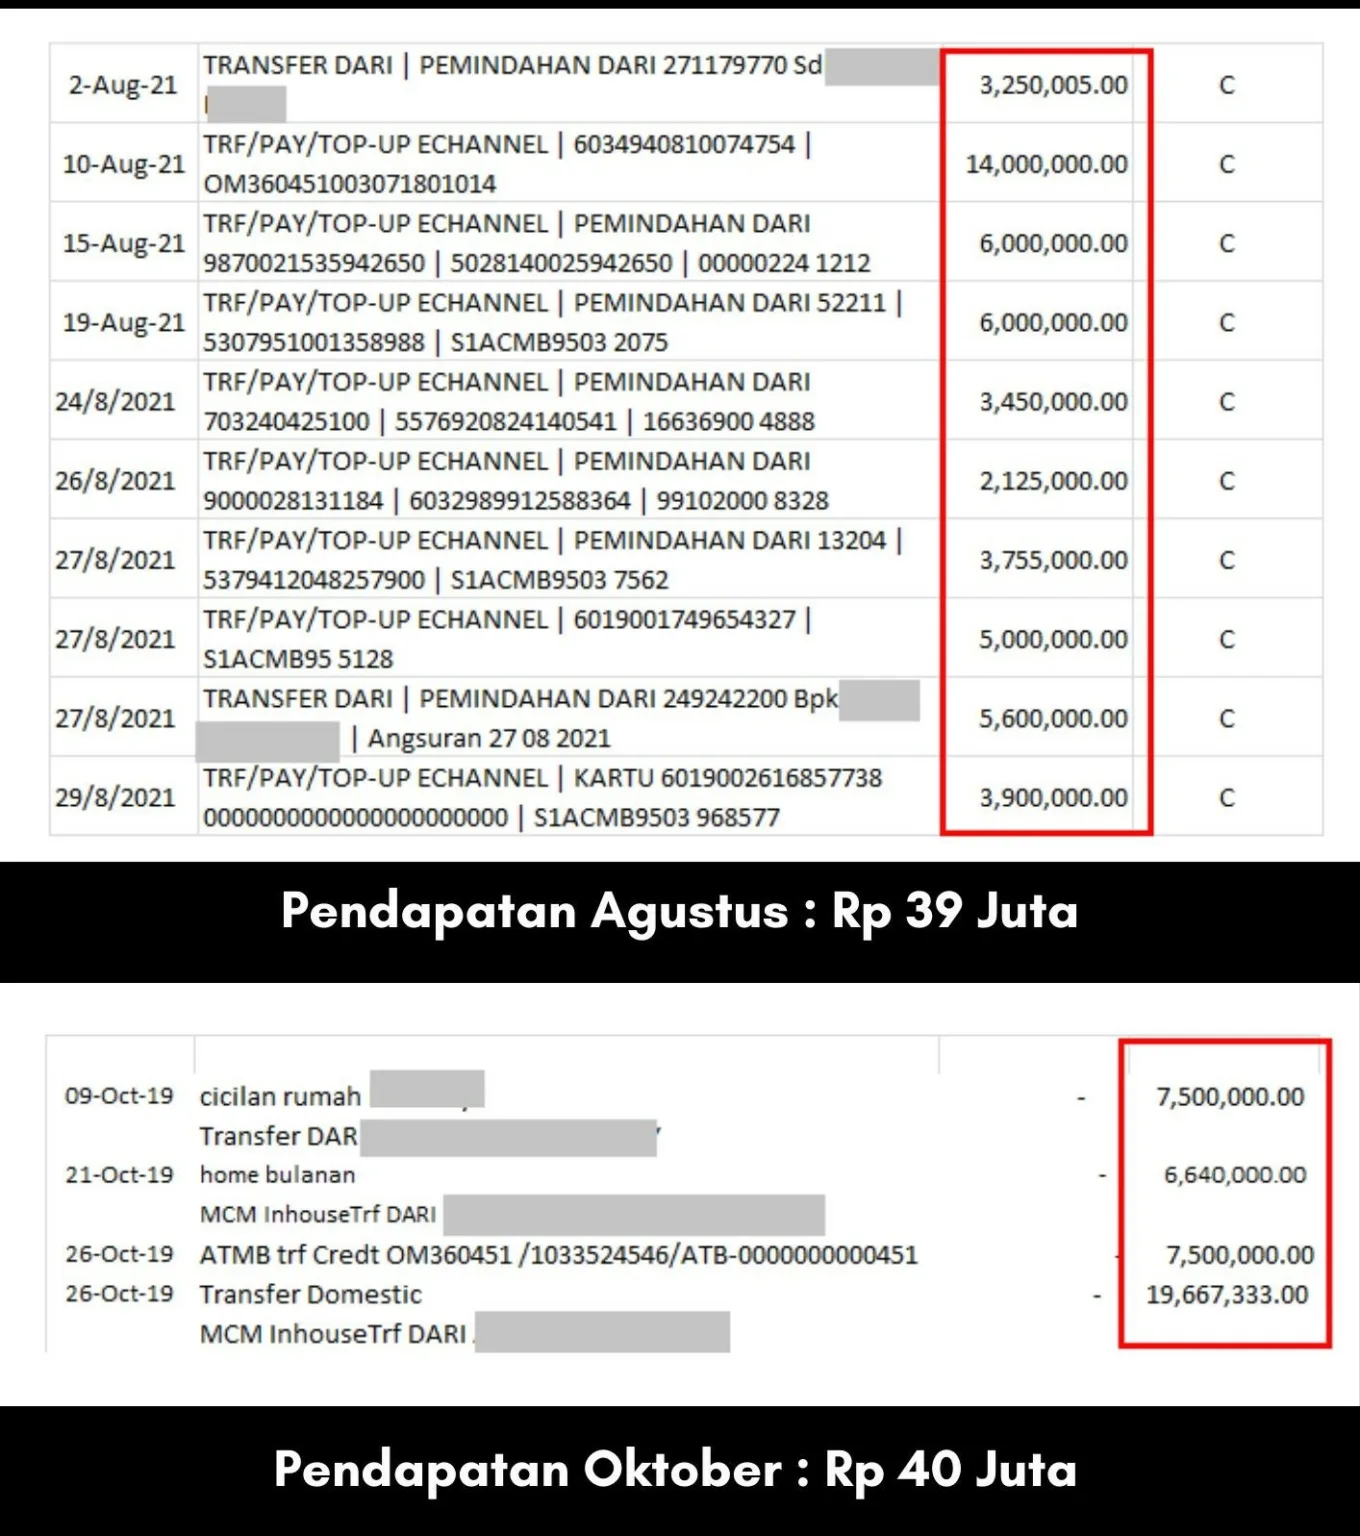 2-Aug-21
TRANSFER DARI | PEMINDAHAN DARI 271179770 Sd
3,250,005.00
C
10-Aug-21
TRF/PAY/TOP-UP ECHANNEL | 6034940810074754 |
OM360451003071801014
14,000,000.00
C
15-Aug-21
TRF/PAY/TOP-UP ECHANNEL | PEMINDAHAN DARI
9870021535942650 | 5028140025942650 | 00000224 1212
6,000,000.00
C
19-Aug-21
TRF/PAY/TOP-UP ECHANNEL | PEMINDAHAN DARI 52211 |
5307951001358988 | S1ACMB9503 2075
6,000,000.00
C
24/8/2021
TRF/PAY/TOP-UP ECHANNEL | PEMINDAHAN DARI
703240425100 | 5576920824140541 | 16636900 4888
3,450,000.00
C
26/8/2021
TRF/PAY/TOP-UP ECHANNEL | PEMINDAHAN DARI
9000028131184 | 6032989912588364 | 99102000 8328
2,125,000.00
C
27/8/2021
TRF/PAY/TOP-UP ECHANNEL | PEMINDAHAN DARI 13204 |
5379412048257900 | S1ACMB9503 7562
3,755,000.00
C
27/8/2021
TRF/PAY/TOP-UP ECHANNEL | 6019001749654327 |
S1ACMB95 5128
5,000,000.00
C
27/8/2021
TRANSFER DARI | PEMINDAHAN DARI 249242200 Bpk
| Angsuran 27 08 2021
5,600,000.00
C
29/8/2021
TRF/PAY/TOP-UP ECHANNEL | KARTU 6019002616857738
0000000000000000000000 | S1ACMB9503 968577
3,900,000.00
C
Pendapatan Agustus : Rp 39 Juta
09-Oct-19 cicilan rumah - 7,500,000.00
Transfer DAR
21-Oct-19 home bulanan - 6,640,000.00
MCM InhouseTrf DARI
26-Oct-19 ATMB trf Credt OM360451 /1033524546/ATB-0000000000451 - 7,500,000.00
26-Oct-19 Transfer Domestic - 19,667,333.00
MCM InhouseTrf DARI
Pendapatan Oktober : Rp 40 Juta